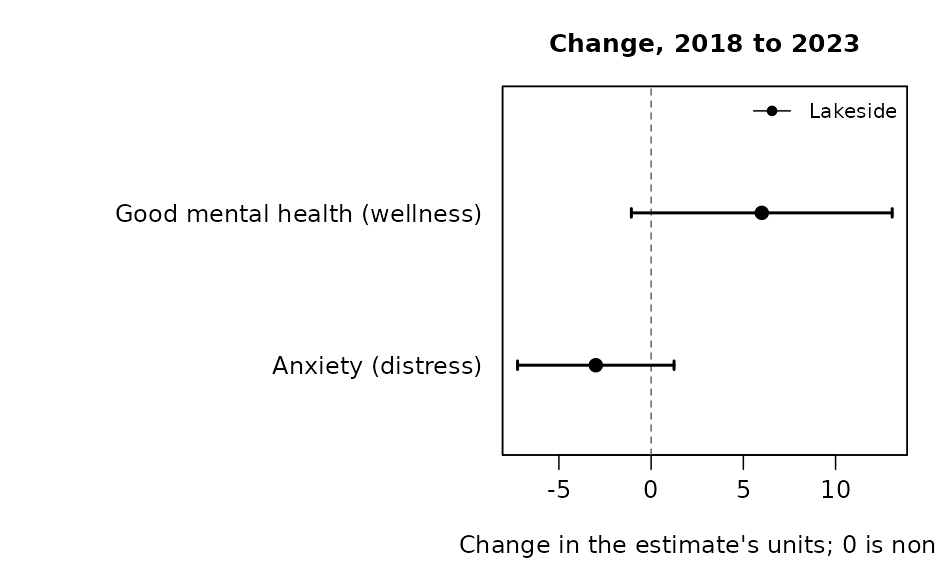 Change, 2018 to 2023
Lakeside
Good mental health (wellness)
Anxiety (distress)
-5 0 5 10
Change in the estimate's units; 0 is non